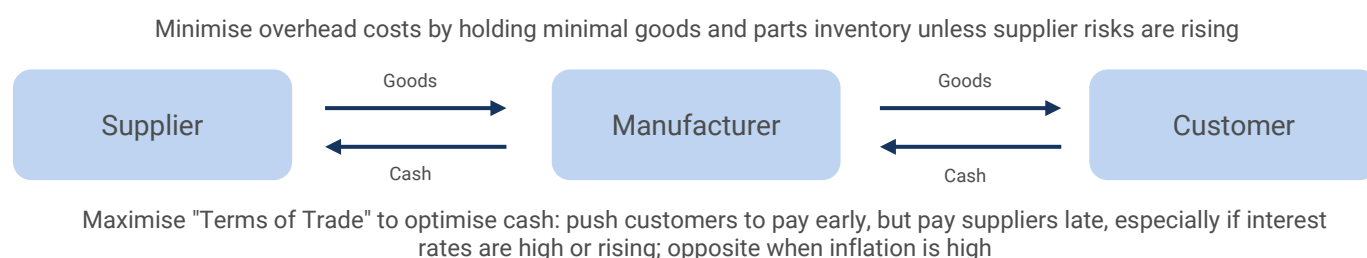 Minimise overhead costs by holding minimal goods and parts inventory unless supplier risks are rising
Goods
Goods
Supplier
Manufacturer
Customer
Cash
Cash
Maximise "Terms of Trade" to optimise cash: push customers to pay early, but pay suppliers late, especially if interest
rates are high or rising; opposite when inflation is high